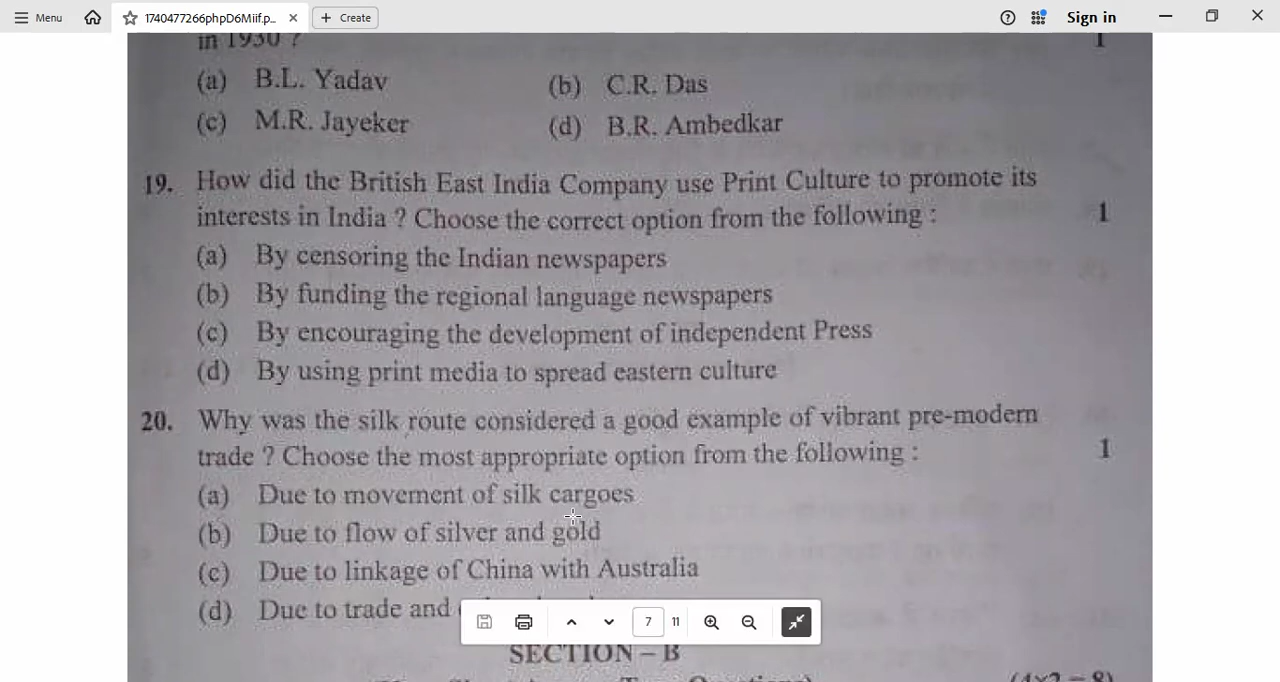 Menu
1740477266phpD6Miif.p...
Create
Sign in
in 1930 ? 1
(a) B.L. Yadav (b) C.R. Das
(c) M.R. Jayeker (d) B.R. Ambedkar
19. How did the British East India Company use Print Culture to promote its
interests in India ? Choose the correct option from the following : 1
(a) By censoring the Indian newspapers
(b) By funding the regional language newspapers
(c) By encouraging the development of independent Press
(d) By using print media to spread eastern culture
20. Why was the silk route considered a good example of vibrant pre-modern
trade ? Choose the most appropriate option from the following : 1
(a) Due to movement of silk cargoes
(b) Due to flow of silver and gold
(c) Due to linkage of China with Australia
(d) Due to trade and
7 11
SECTION – B